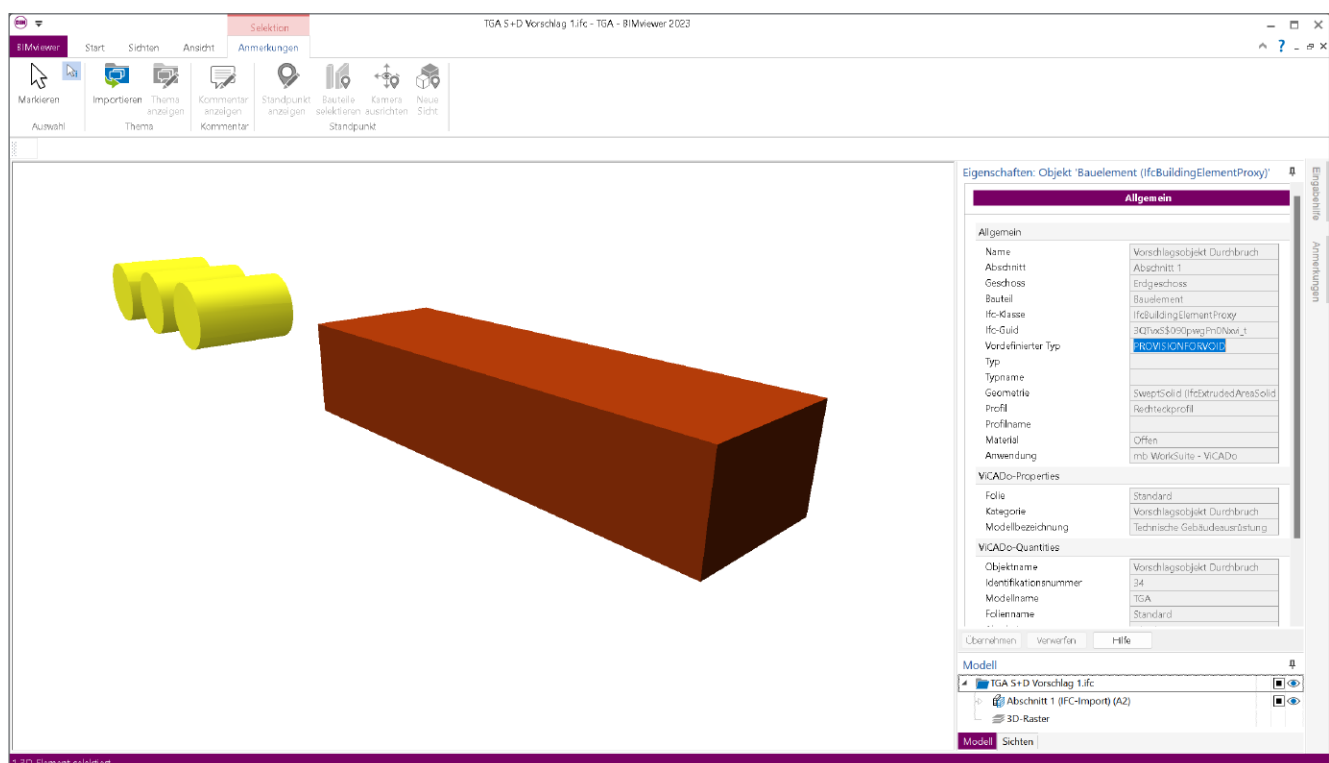 BIM
Selektion
TGA S+D Vorschlag 1.ifc - TGA - BIMviewer 2023
BIMviewer Start Sichten Ansicht Anmerkungen
Markieren Importieren Thema anzeigen Kommentar anzeigen Standpunkt anzeigen Bauteile selektieren Kamera ausrichten Neue Sicht
Auswahl Thema Kommentar Standpunkt
Eigenschaften: Objekt 'Bauelement (IfcBuildingElementProxy)'
Eingabehilfe
Anmerkungen
Allgemein
Allgemein
Name Vorschlagsobjekt Durchbruch
Abschnitt Abschnitt 1
Geschoss Erdgeschoss
Bauteil Bauelement
Ifc-Klasse IfcBuildingElementProxy
Ifc-Guid
Vordefinierter Typ PROVISIONFORVOID
Typ
Typname
Geometrie SweptSolid (IfcExtrudedAreaSolid
Profil Rechteckprofil
Profilname
Material Offen
Anwendung mb WorkSuite - ViCADo
ViCADo-Properties
Folie Standard
Kategorie Vorschlagsobjekt Durchbruch
Modellbezeichnung Technische Gebäudeausrüstung
ViCADo-Quantities
Objektname Vorschlagsobjekt Durchbruch
Identifikationsnummer 34
Modellname TGA
Folienname Standard
Übernehmen Verwerfen Hilfe
Modell
TGA S+D Vorschlag 1.ifc
Abschnitt 1 (IFC-Import) (A2)
3D-Raster
Modell Sichten
1 3D-Element selektiert